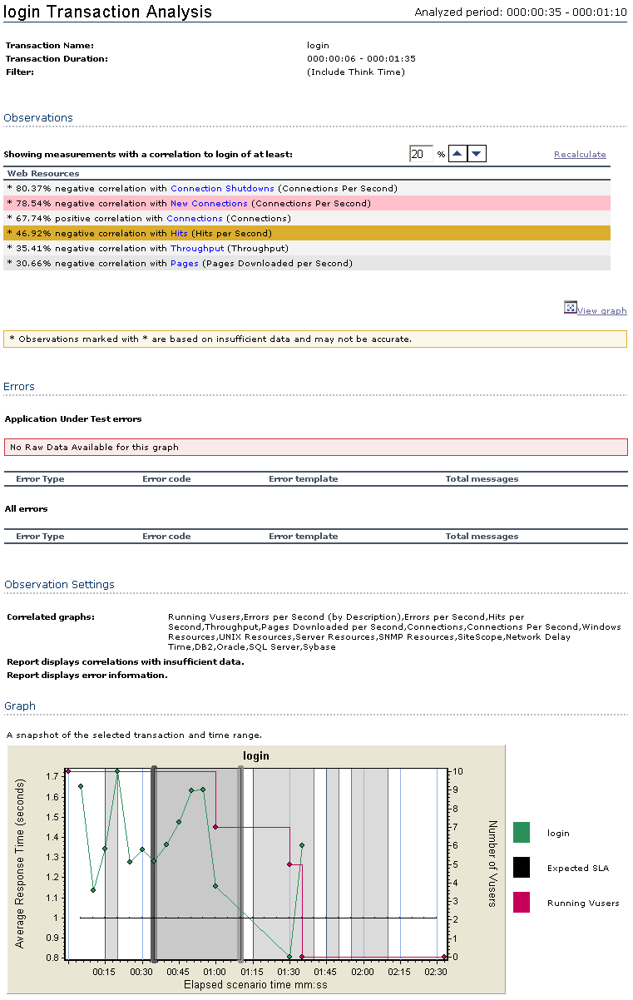 login Transaction Analysis
Analyzed period: 000:00:35 - 000:01:10
Transaction Name: login
Transaction Duration: 000:00:06 - 000:01:35
Filter: (Include Think Time)
Observations
Showing measurements with a correlation to login of at least: 20 % Recalculate
Web Resources
* 80.37% negative correlation with Connection Shutdowns (Connections Per Second)
* 78.54% negative correlation with New Connections (Connections Per Second)
* 67.74% positive correlation with Connections (Connections)
* 46.92% negative correlation with Hits (Hits per Second)
* 35.41% negative correlation with Throughput (Throughput)
* 30.66% negative correlation with Pages (Pages Downloaded per Second)
View graph
* Observations marked with * are based on insufficient data and may not be accurate.
Errors
Application Under Test errors
No Raw Data Available for this graph
Error Type Error code Error template Total messages
All errors
Error Type Error code Error template Total messages
Observation Settings
Correlated graphs: Running Vusers,Errors per Second (by Description),Errors per Second,Hits per
Second,Throughput,Pages Downloaded per Second,Connections,Connections Per Second,Windows
Resources,UNIX Resources,Server Resources,SNMP Resources,SiteScope,Network Delay
Time,DB2,Oracle,SQL Server,Sybase
Report displays correlations with insufficient data.
Report displays error information.
Graph
A snapshot of the selected transaction and time range.
login
Average Response Time (seconds)
1.7
1.6
1.5
1.4
1.3
1.2
1.1
1
0.9
0.8
10
9
8
7
6
5
4
3
2
1
0
Number of Vusers
00:15 00:30 00:45 01:00 01:15 01:30 01:45 02:00 02:15 02:30
Elapsed scenario time mm:ss
login
Expected SLA
Running Vusers